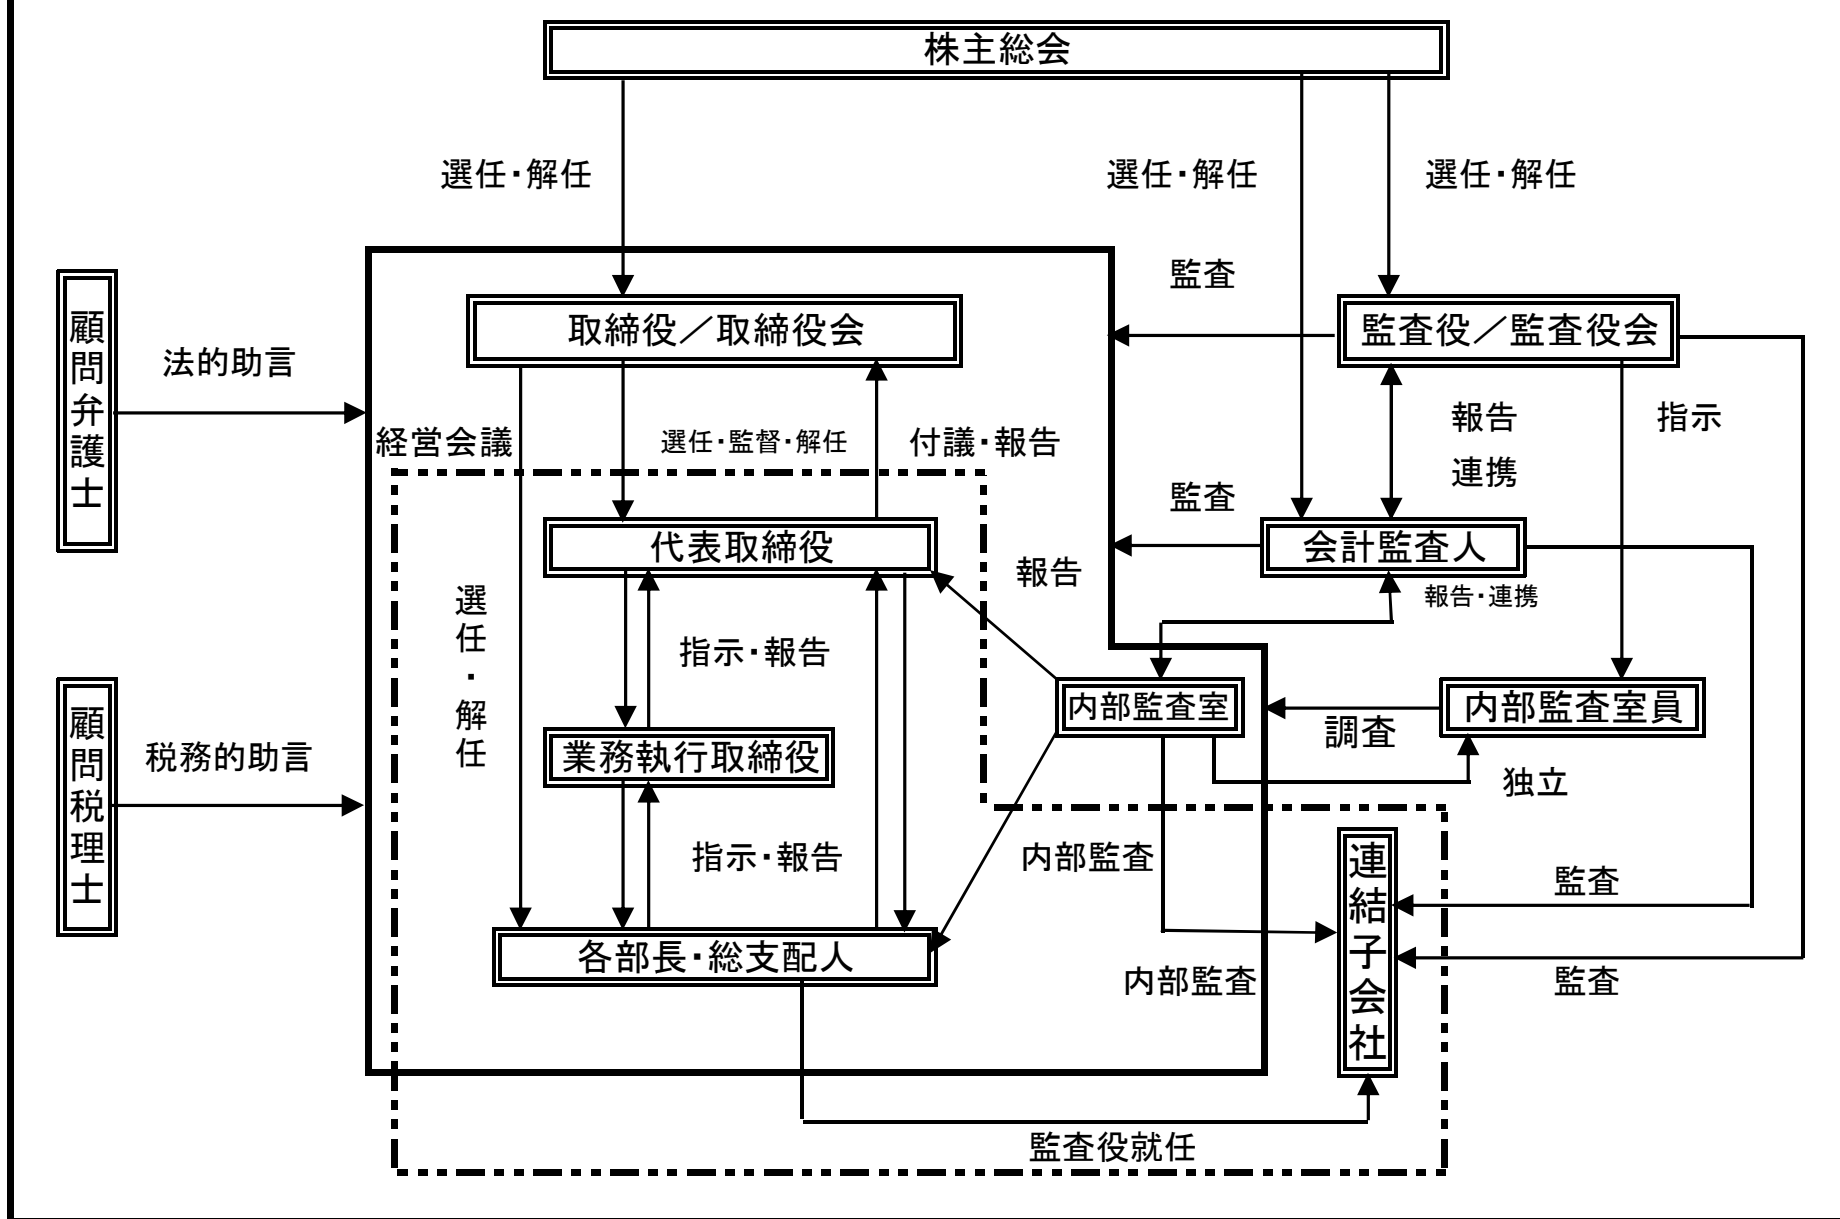 株主総会
選任・解任
選任・解任
選任・解任
監査
取締役／取締役会
監査役／監査役会
顧問弁護士
法的助言
経営会議
選任・監督・解任
付議・報告
報告
連携
指示
監査
代表取締役
会計監査人
報告
報告・連携
選任・解任
指示・報告
内部監査室
内部監査室員
調査
顧問税理士
税務的助言
業務執行取締役
独立
指示・報告
内部監査
連結子会社
監査
各部長・総支配人
内部監査
監査
監査役就任